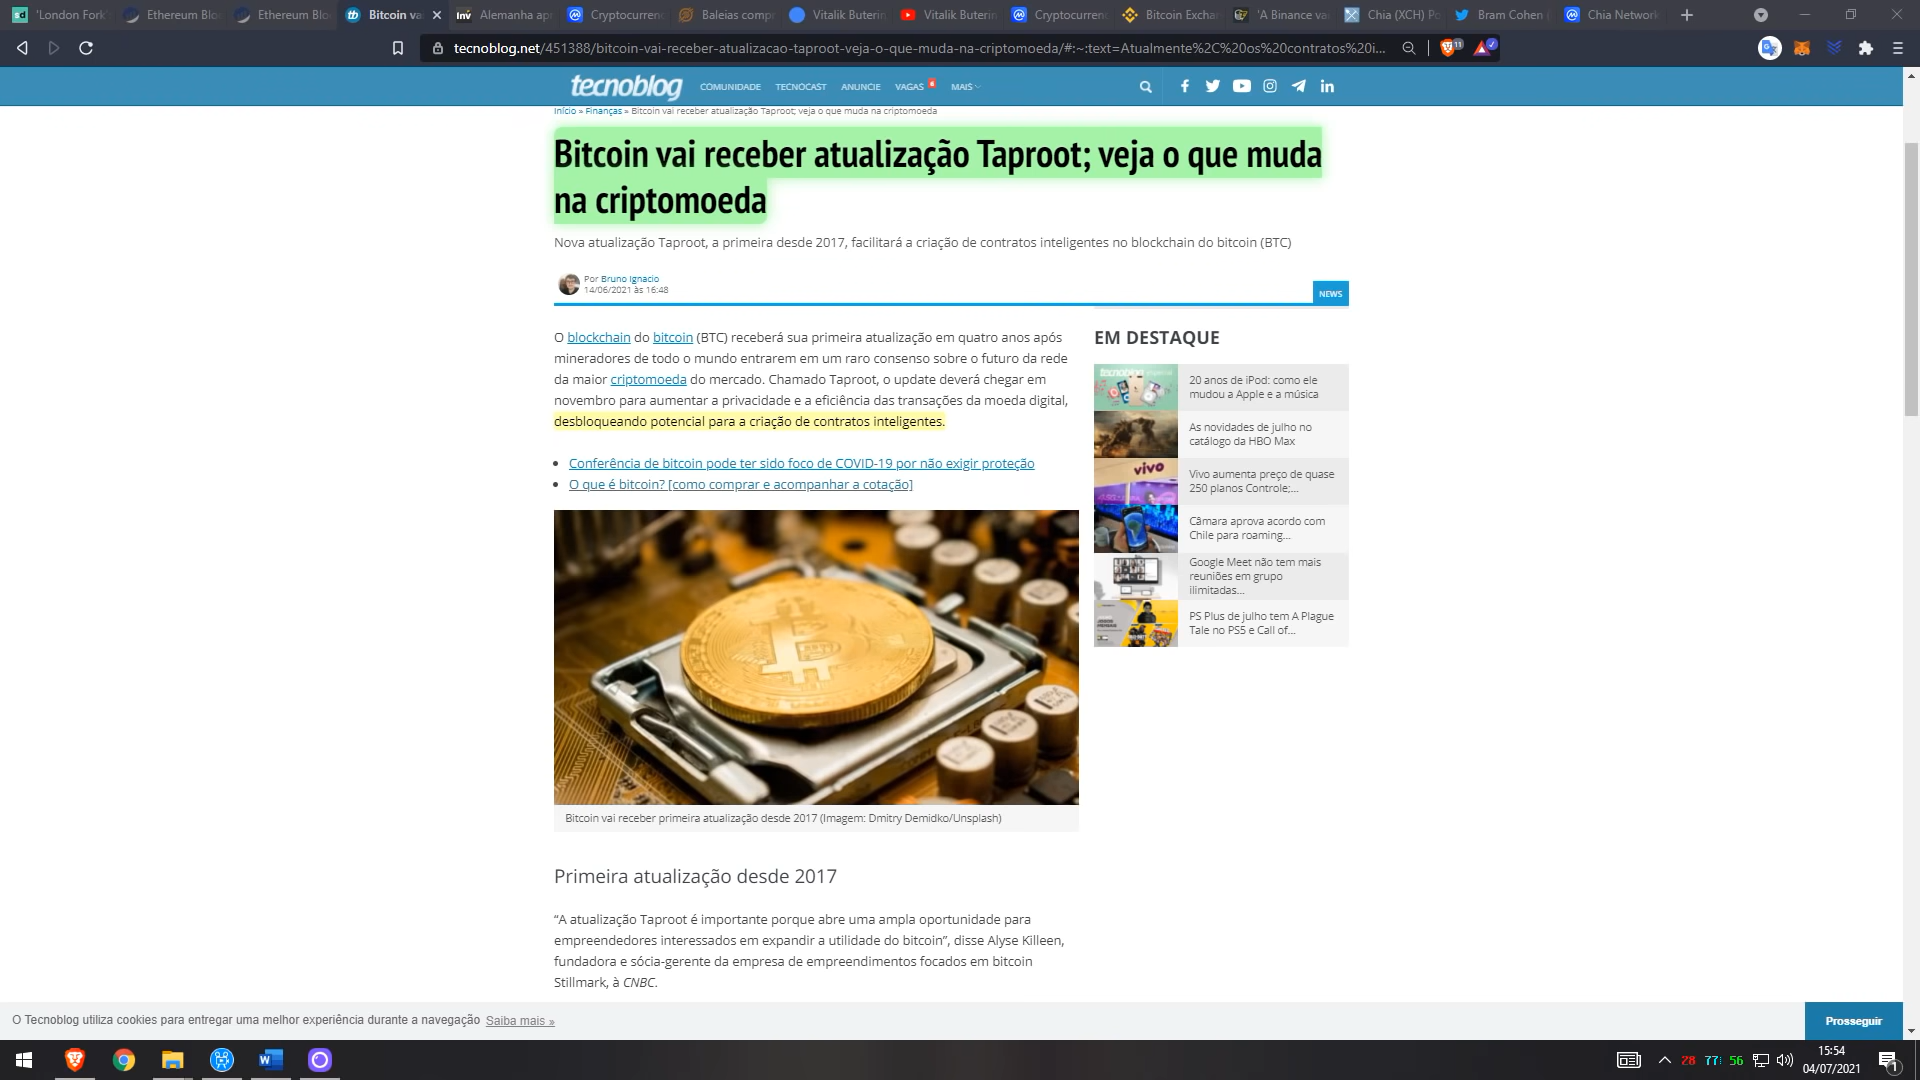 'London Fork'
Ethereum Blo
Ethereum Blo
Bitcoin va
Alemanha ap
Cryptocurrenc
Baleias comp
Vitalik Buterin
Vitalik Buterin
Cryptocurrenc
Bitcoin Excha
'A Binance va
Chia (XCH) Po
Bram Cohen (
Chia Network
tecnoblog.net/451388/bitcoin-vai-receber-atualizacao-taproot-veja-o-que-muda-na-criptomoeda/#:~:text=Atualmente%2C%20os%20contratos%20i...
tecnoblog
COMUNIDADE TECNOCAST ANUNCIE VAGAS MAIS
Início » Finanças » Bitcoin vai receber atualização Taproot; veja o que muda na criptomoeda
Bitcoin vai receber atualização Taproot; veja o que muda
na criptomoeda
Nova atualização Taproot, a primeira desde 2017, facilitará a criação de contratos inteligentes no blockchain do bitcoin (BTC)
Por Bruno Ignacio
14/06/2021 às 16:48
NEWS
O blockchain do bitcoin (BTC) receberá sua primeira atualização em quatro anos após
mineradores de todo o mundo entrarem em um raro consenso sobre o futuro da rede
da maior criptomoeda do mercado. Chamado Taproot, o update deverá chegar em
novembro para aumentar a privacidade e a eficiência das transações da moeda digital,
desbloqueando potencial para a criação de contratos inteligentes.
Conferência de bitcoin pode ter sido foco de COVID-19 por não exigir proteção
O que é bitcoin? [como comprar e acompanhar a cotação]
Bitcoin vai receber primeira atualização desde 2017 (Imagem: Dmitry Demidko/Unsplash)
Primeira atualização desde 2017
“A atualização Taproot é importante porque abre uma ampla oportunidade para
empreendedores interessados em expandir a utilidade do bitcoin”, disse Alyse Killeen,
fundadora e sócia-gerente da empresa de empreendimentos focados em bitcoin
Stillmark, à CNBC.
EM DESTAQUE
20 anos de iPod: como ele
mudou a Apple e a música
As novidades de julho no
catálogo da HBO Max
vivo
Vivo aumenta preço de quase
250 planos Controle;...
Câmara aprova acordo com
Chile para roaming...
Google Meet não tem mais
reuniões em grupo
ilimitadas...
PS Plus de julho tem A Plague
Tale no PS5 e Call of...
O Tecnoblog utiliza cookies para entregar uma melhor experiência durante a navegação Saiba mais »
Prosseguir
28 77 56
15:54
04/07/2021
1